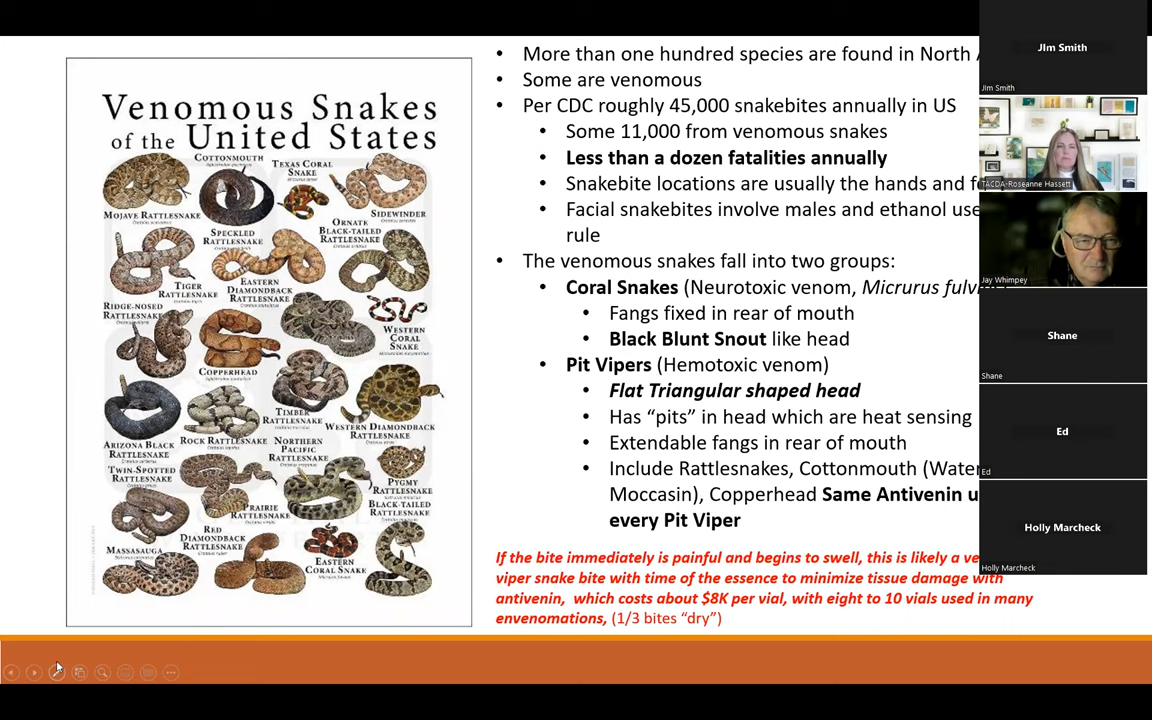 Venomous Snakes
of the United States
COTTONMOUTH
TEXAS CORAL
SNAKE
MOJAVE RATTLESNAKE
SIDEWINDER
SPECKLED
RATTLESNAKE
ORNATE
BLACK-TAILED
RATTLESNAKE
TIGER
RATTLESNAKE
EASTERN
DIAMONDBACK
RATTLESNAKE
RIDGE-NOSED
RATTLESNAKE
WESTERN
CORAL
SNAKE
COPPERHEAD
TIMBER
RATTLESNAKE
WESTERN DIAMONDBACK
RATTLESNAKE
ARIZONA BLACK
RATTLESNAKE
ROCK RATTLESNAKE
NORTHERN
PACIFIC
RATTLESNAKE
TWIN-SPOTTED
RATTLESNAKE
PYGMY
RATTLESNAKE
PRAIRIE
RATTLESNAKE
BLACK-TAILED
RATTLESNAKE
RED
DIAMONDBACK
RATTLESNAKE
MASSASAUGA
EASTERN
CORAL SNAKE
• More than one hundred species are found in North
• Some are venomous
• Per CDC roughly 45,000 snakebites annually in US
• Some 11,000 from venomous snakes
• Less than a dozen fatalities annually
• Snakebite locations are usually the hands and
• Facial snakebites involve males and ethanol use
rule
• The venomous snakes fall into two groups:
• Coral Snakes (Neurotoxic venom, Micrurus
• Fangs fixed in rear of mouth
• Black Blunt Snout like head
• Pit Vipers (Hemotoxic venom)
• Flat Triangular shaped head
• Has “pits” in head which are heat sensing
• Extendable fangs in rear of mouth
• Include Rattlesnakes, Cottonmouth (Water
Moccasin), Copperhead Same Antivenin
every Pit Viper
If the bite immediately is painful and begins to swell, this is likely a
viper snake bite with time of the essence to minimize tissue damage with
antivenin, which costs about $8K per vial, with eight to 10 vials used in many
envenomations, (1/3 bites “dry”)
JIm Smith
JIm Smith
TACDA-Roseanne Hassett
Jay Whimpey
Shane
Shane
Ed
Ed
Holly Marcheck
Holly Marcheck